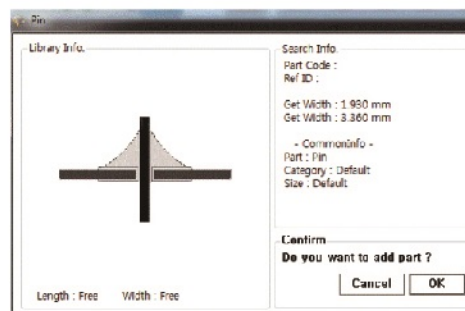 Pin
Library Info.
Length : Free Width : Free
Search Info.
Part Code :
Ref ID :
Get Width : 1.930 mm
Get Width : 3.360 mm
- Commoninfo -
Part : Pin
Category : Default
Size : Default
Confirm
Do you want to add part ?
Cancel OK